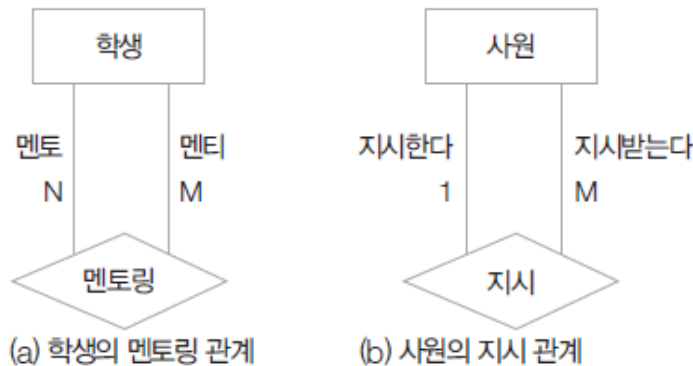 학생
사원
멘토
멘티
지시한다
지시받는다
N
M
1
M
멘토링
지시
(a) 학생의 멘토링 관계
(b) 사원의 지시 관계